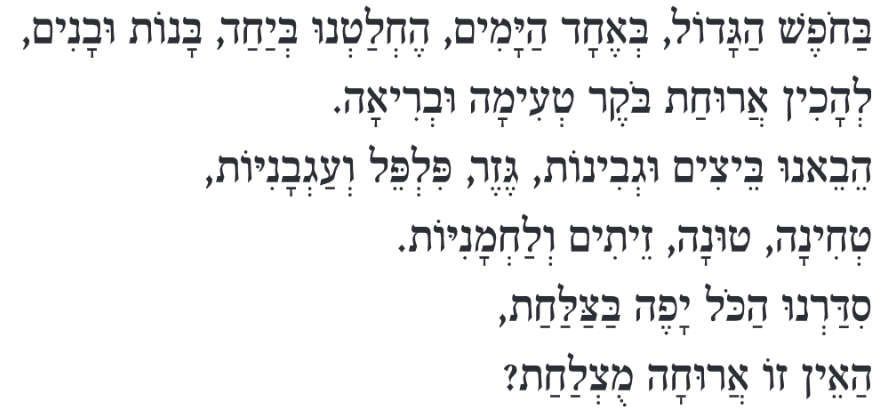 בַּחֹפֶשׁ הַגָּדוֹל, בְּאֶחָד הַיָּמִים, הֶחְלַטְנוּ בְּיַחַד, בָּנוֹת וּבָנִים,
לְהָכִין אֲרוּחַת בֹּקֶר טְעִימָה וּבְרִיאָה.
הֵבֵאנוּ בֵּיצִים וּגְבִינוֹת, גֶּזֶר, פִּלְפֵּל וְעַגְבָנִיּוֹת,
טְחִינָה, טוּנָה, זֵיתִים וְלַחְמָנִיּוֹת.
סִדַּרְנוּ הַכֹּל יָפֶה בַּצַּלַּחַת,
הַאֵין זוֹ אֲרוּחָה מֻצְלַחַת?